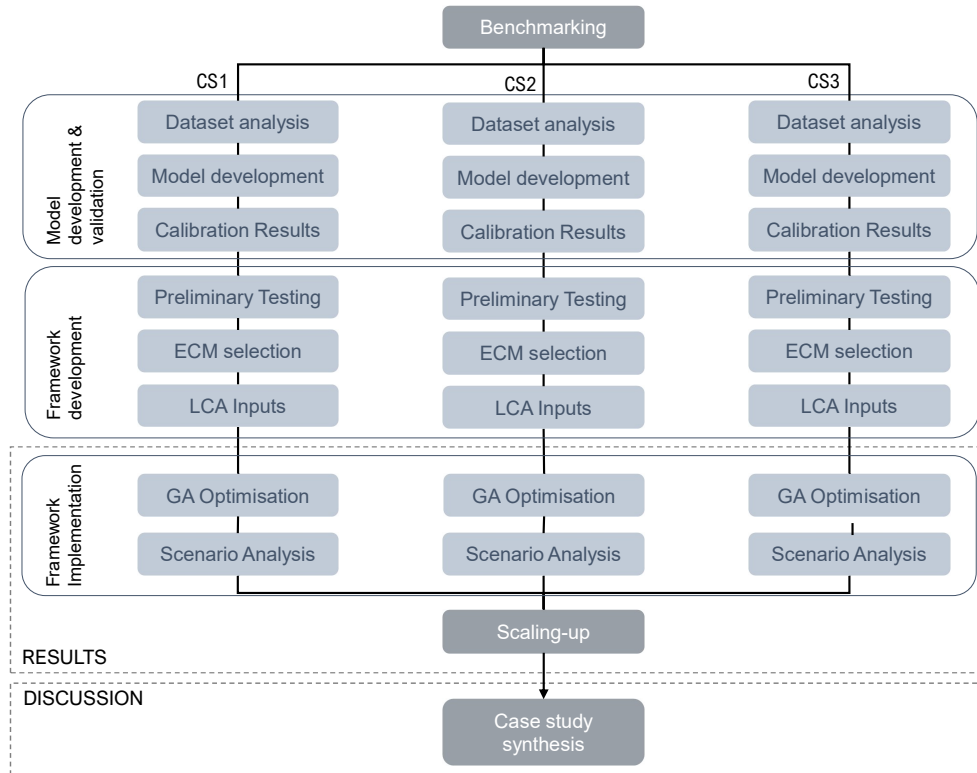 Benchmarking
CS1
CS2
CS3
Model
development &
validation
Dataset analysis
Dataset analysis
Dataset analysis
Model development
Model development
Model development
Calibration Results
Calibration Results
Calibration Results
Framework
development
Preliminary Testing
Preliminary Testing
Preliminary Testing
ECM selection
ECM selection
ECM selection
LCA Inputs
LCA Inputs
LCA Inputs
Framework
Implementation
GA Optimisation
GA Optimisation
GA Optimisation
Scenario Analysis
Scenario Analysis
Scenario Analysis
Scaling-up
RESULTS
DISCUSSION
Case study
synthesis